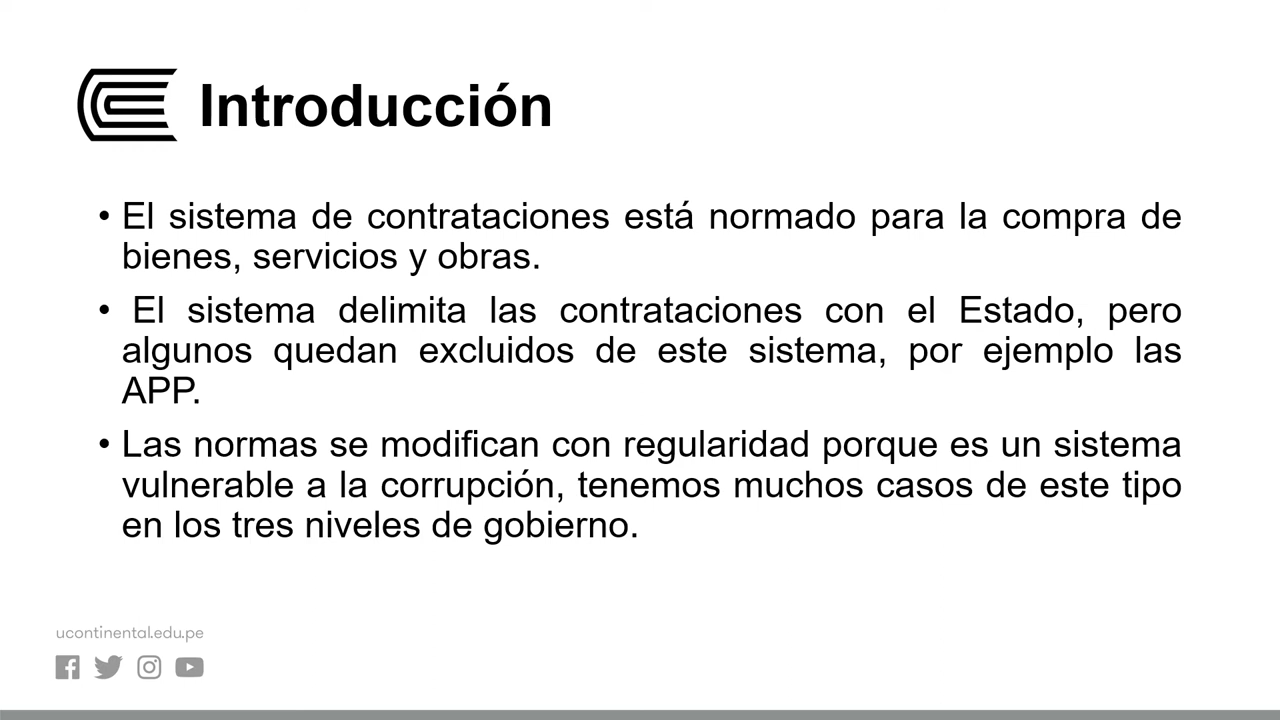 Introducción
• El sistema de contrataciones está normado para la compra de
bienes, servicios y obras.
• El sistema delimita las contrataciones con el Estado, pero
algunos quedan excluidos de este sistema, por ejemplo las
APP.
• Las normas se modifican con regularidad porque es un sistema
vulnerable a la corrupción, tenemos muchos casos de este tipo
en los tres niveles de gobierno.
ucontinental.edu.pe